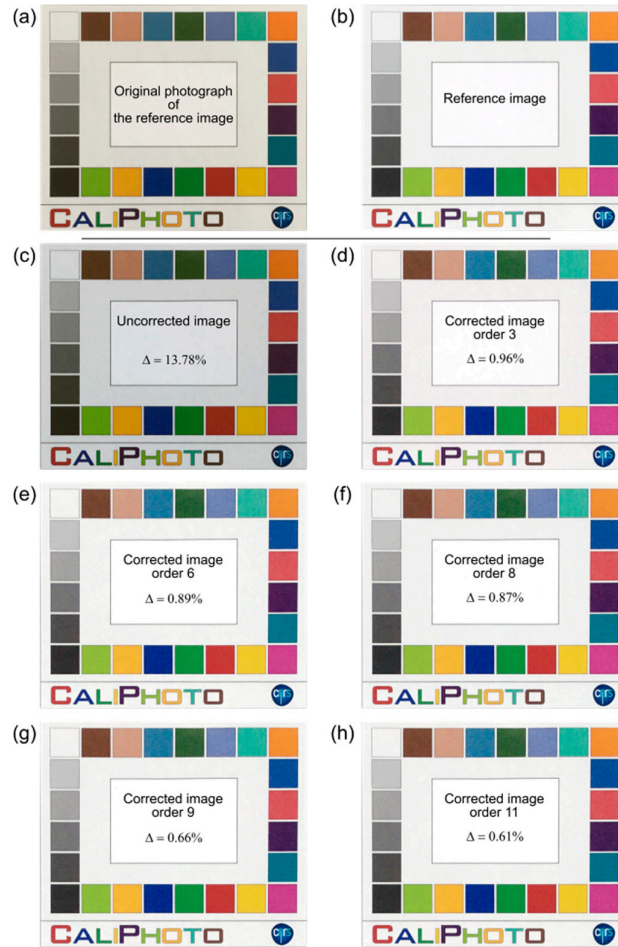 (a)
Original photograph
of
the reference image
CALIPHOTO
(b)
Reference image
CALIPHOTO
(c)
Uncorrected image
Δ = 13.78%
CALIPHOTO
(d)
Corrected image
order 3
Δ = 0.96%
CALIPHOTO
(e)
Corrected image
order 6
Δ = 0.89%
CALIPHOTO
(f)
Corrected image
order 8
Δ = 0.87%
CALIPHOTO
(g)
Corrected image
order 9
Δ = 0.66%
CALIPHOTO
(h)
Corrected image
order 11
Δ = 0.61%
CALIPHOTO